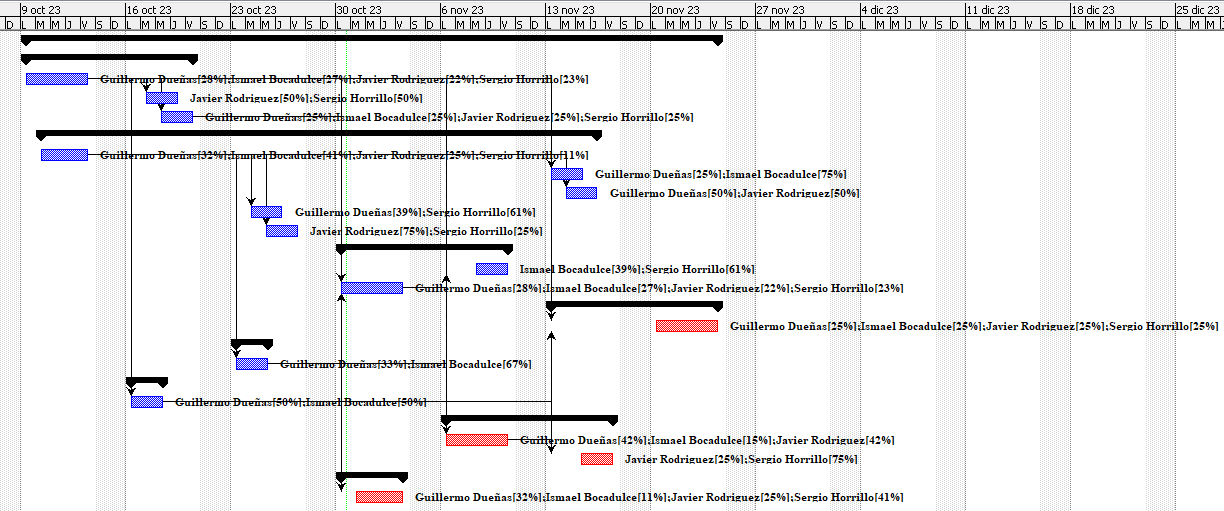 9 oct 23 16 oct 23 23 oct 23 30 oct 23 6 nov 23 13 nov 23 20 nov 23 27 nov 23 4 dic 23 11 dic 23 18 dic 23 25 dic 23
D L M M J V S D L M M J V S D L M M J V S D L M M J V S D L M M J V S D L M M J V S D L M M J V S D L M M J V S D L M M J V S D L M M J V S D L M M J V S D L M M
Guillermo Dueñas[28%];Ismael Bocadulce[27%];Javier Rodriguez[22%];Sergio Horrillo[23%]
Javier Rodriguez[50%];Sergio Horrillo[50%]
Guillermo Dueñas[25%];Ismael Bocadulce[25%];Javier Rodriguez[25%];Sergio Horrillo[25%]
Guillermo Dueñas[32%];Ismael Bocadulce[41%];Javier Rodriguez[25%];Sergio Horrillo[11%]
Guillermo Dueñas[25%];Ismael Bocadulce[75%]
Guillermo Dueñas[50%];Javier Rodriguez[50%]
Guillermo Dueñas[39%];Sergio Horrillo[61%]
Javier Rodriguez[75%];Sergio Horrillo[25%]
Ismael Bocadulce[39%];Sergio Horrillo[61%]
Guillermo Dueñas[28%];Ismael Bocadulce[27%];Javier Rodriguez[22%];Sergio Horrillo[23%]
Guillermo Dueñas[25%];Ismael Bocadulce[25%];Javier Rodriguez[25%];Sergio Horrillo[25%]
Guillermo Dueñas[33%];Ismael Bocadulce[67%]
Guillermo Dueñas[50%];Ismael Bocadulce[50%]
Guillermo Dueñas[42%];Ismael Bocadulce[15%];Javier Rodriguez[42%]
Javier Rodriguez[25%];Sergio Horrillo[75%]
Guillermo Dueñas[32%];Ismael Bocadulce[11%];Javier Rodriguez[25%];Sergio Horrillo[41%]